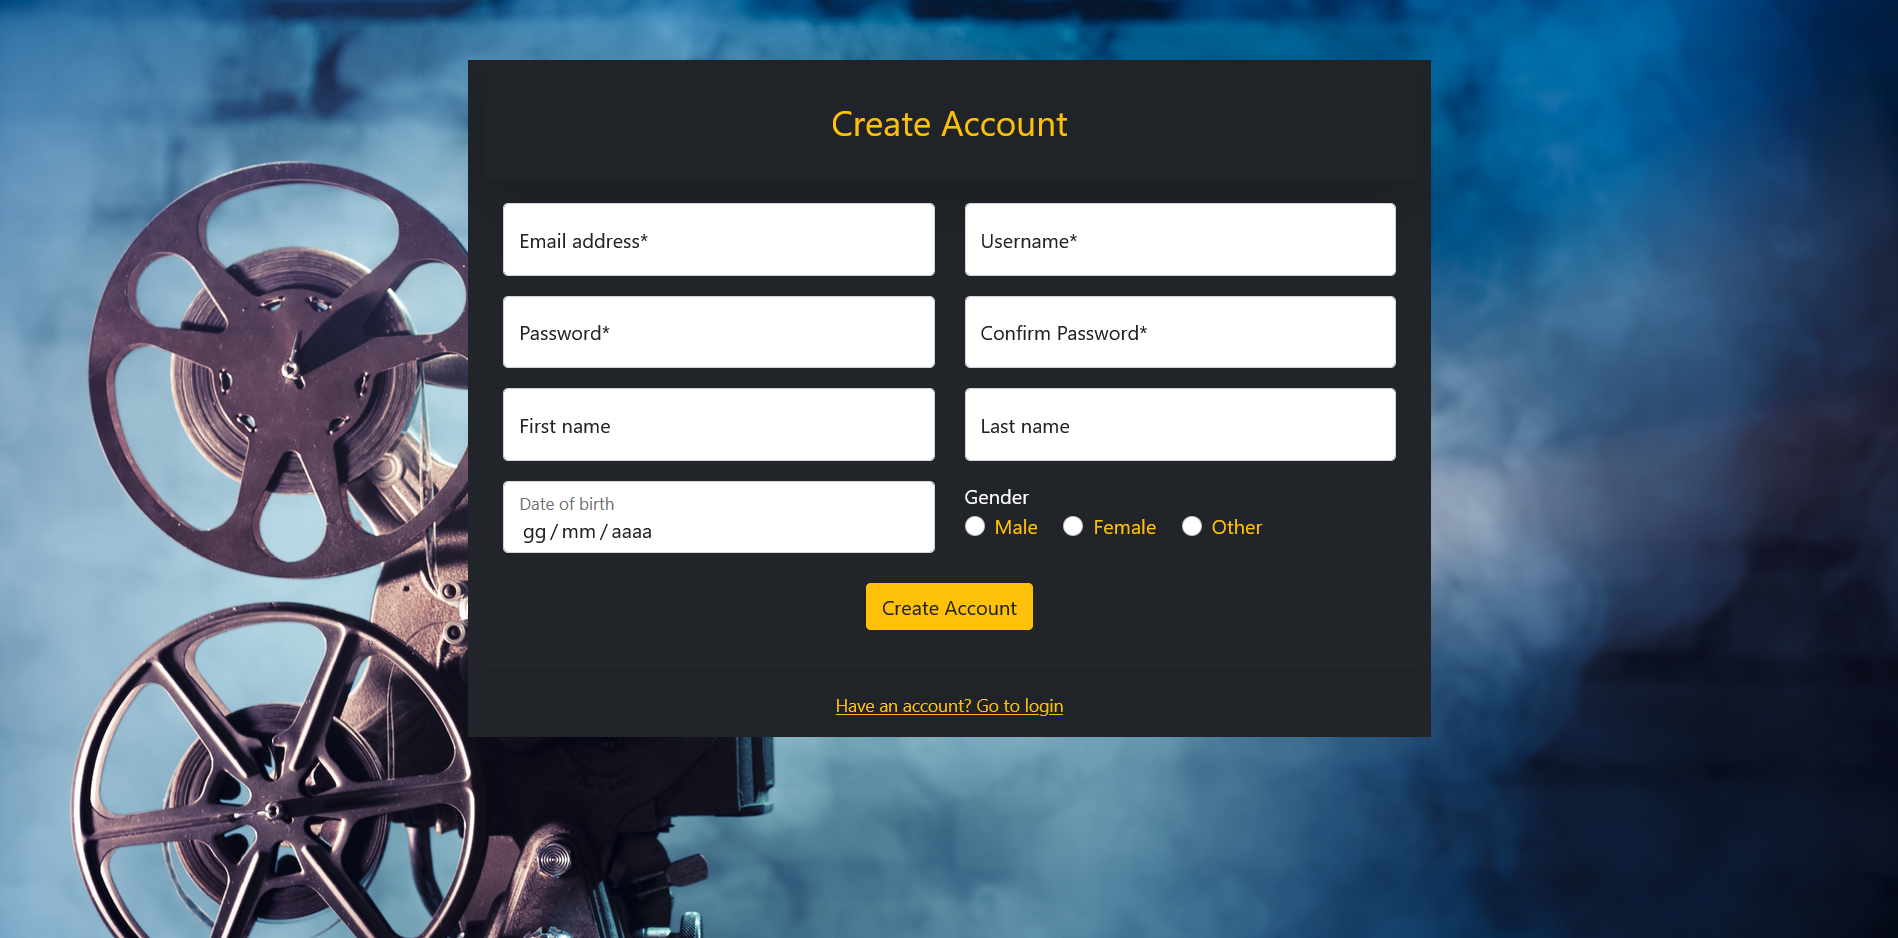 Create Account
Email address*
Username*
Password*
Confirm Password*
First name
Last name
Date of birth
gg/mm/aaaa
Gender
Male
Female
Other
Create Account
Have an account? Go to login